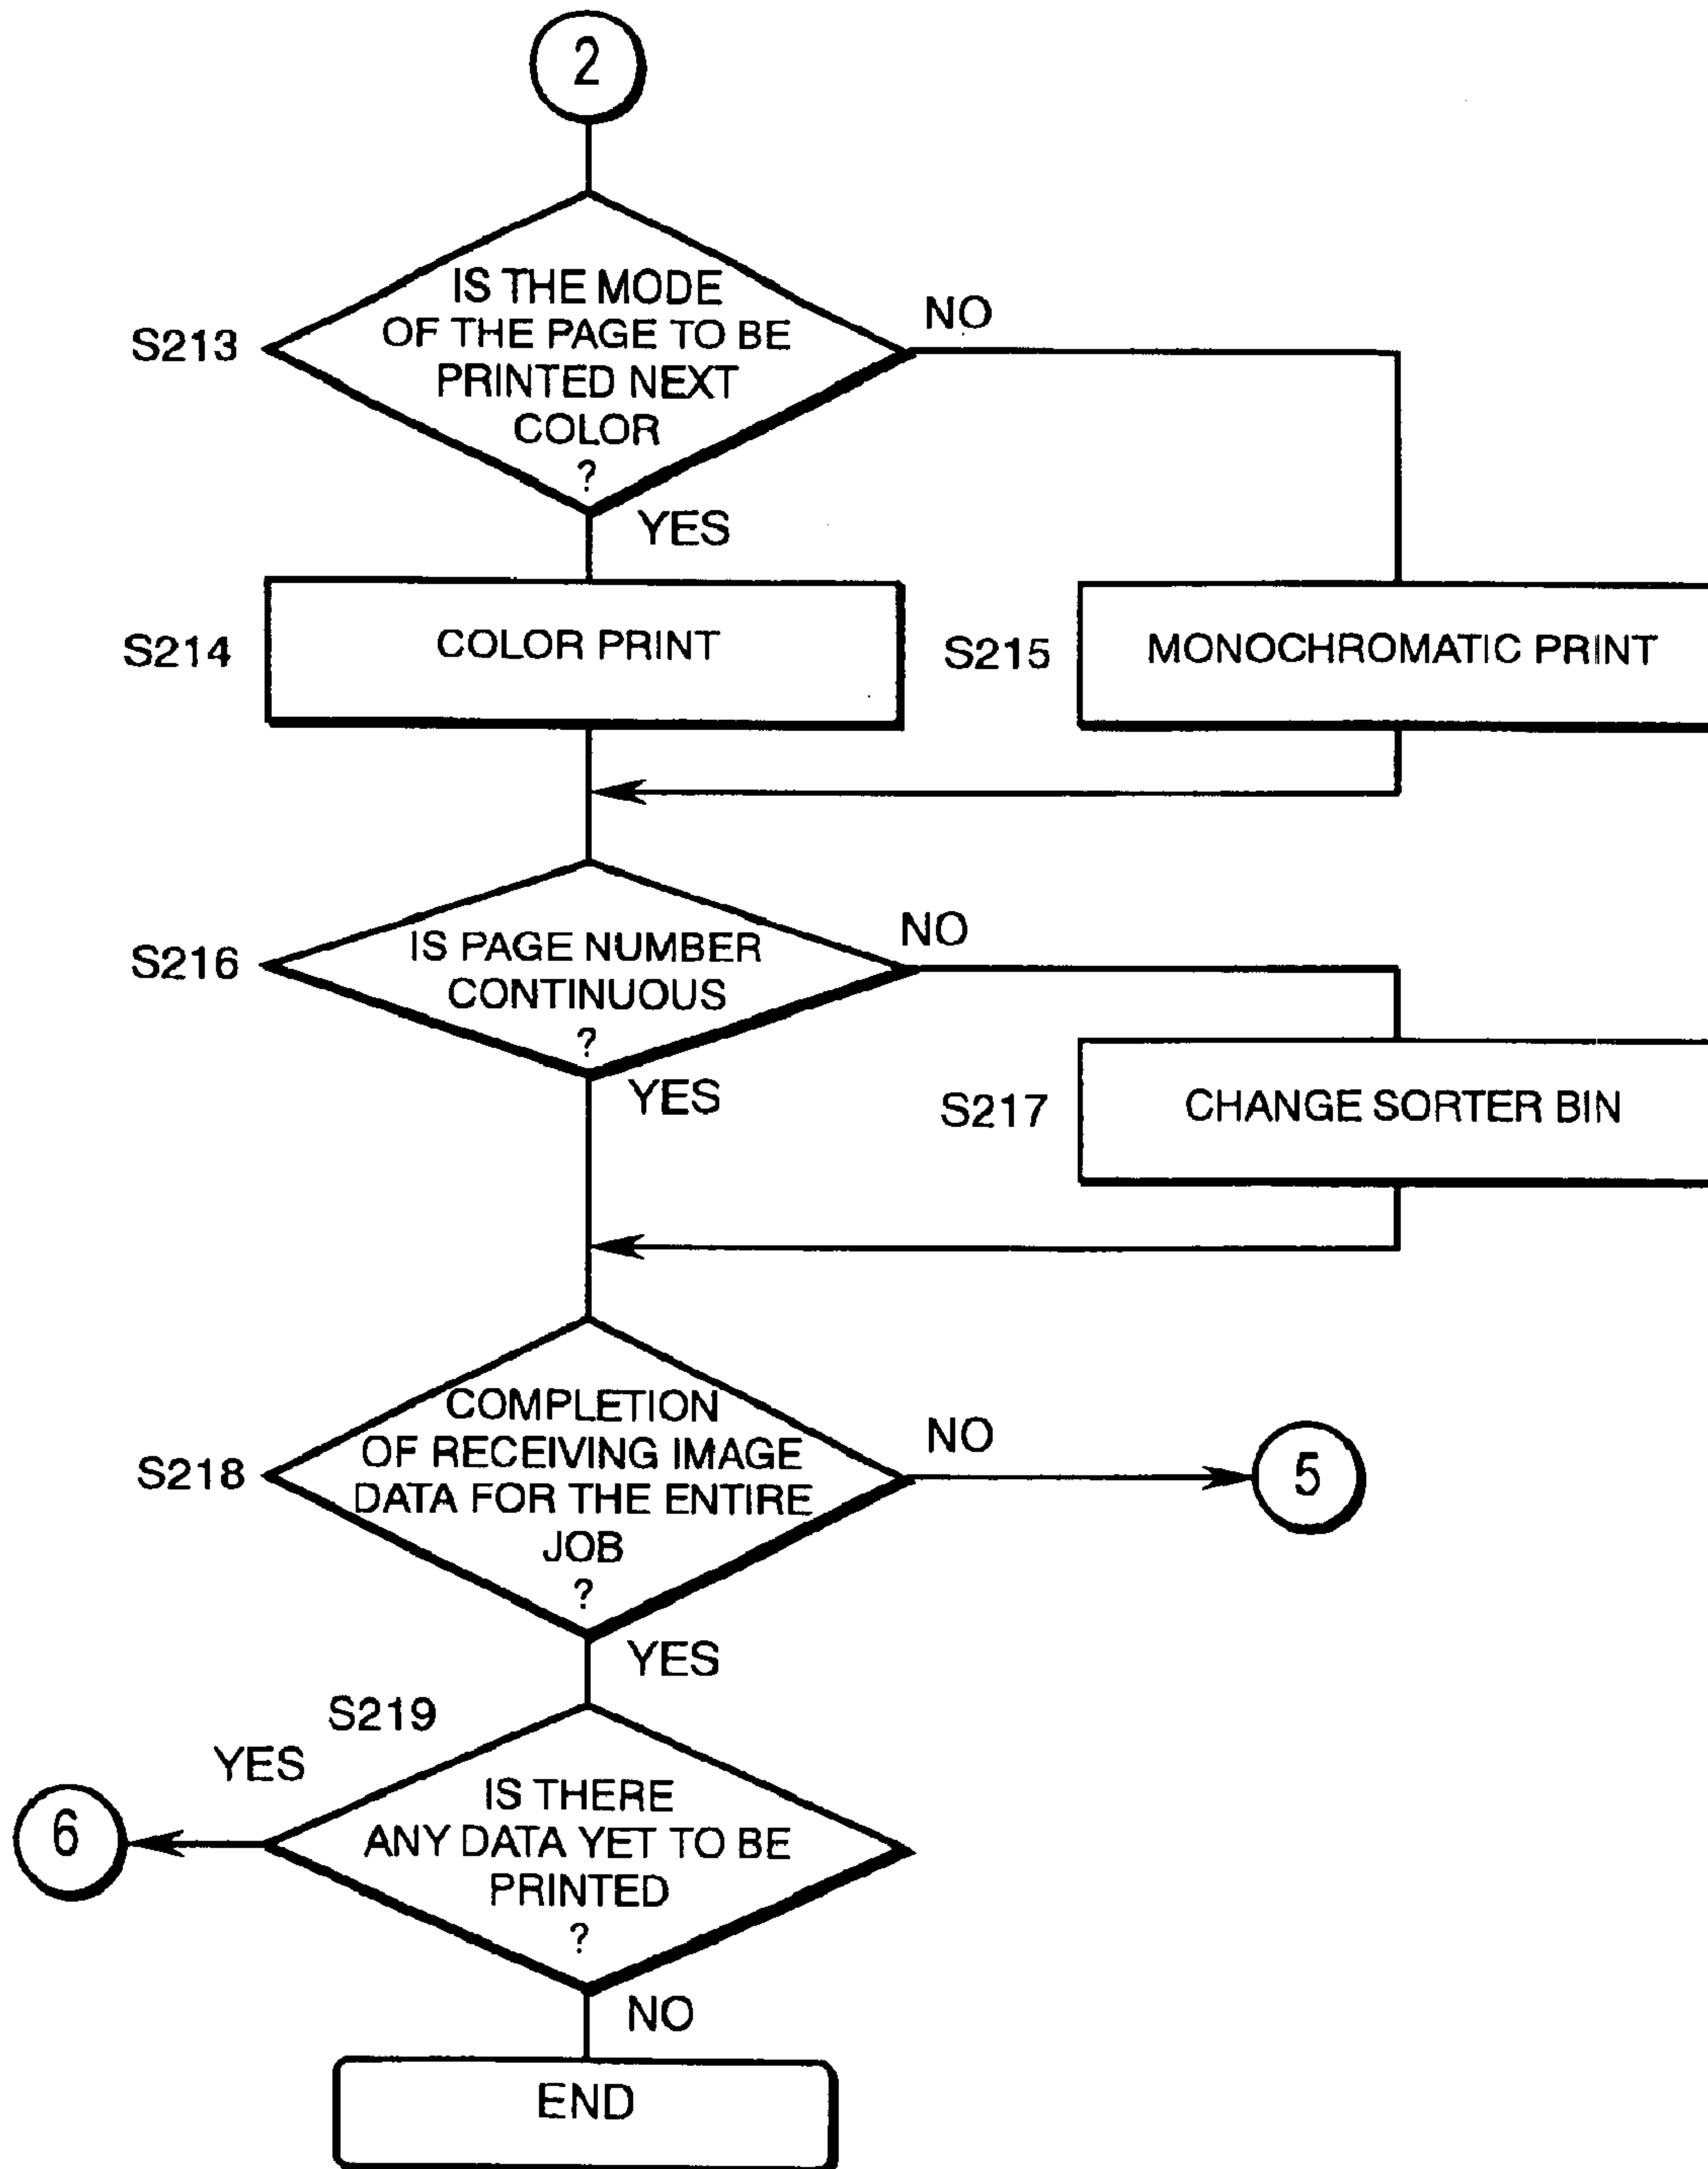 2
IS THE MODE
OF THE PAGE TO BE
PRINTED NEXT
COLOR
?
S213
NO
YES
S214
COLOR PRINT
S215
MONOCHROMATIC PRINT
S216
IS PAGE NUMBER
CONTINUOUS
?
NO
YES
S217
CHANGE SORTER BIN
S218
COMPLETION
OF RECEIVING IMAGE
DATA FOR THE ENTIRE
JOB
?
NO
5
YES
S219
YES
6
IS THERE
ANY DATA YET TO BE
PRINTED
?
NO
END